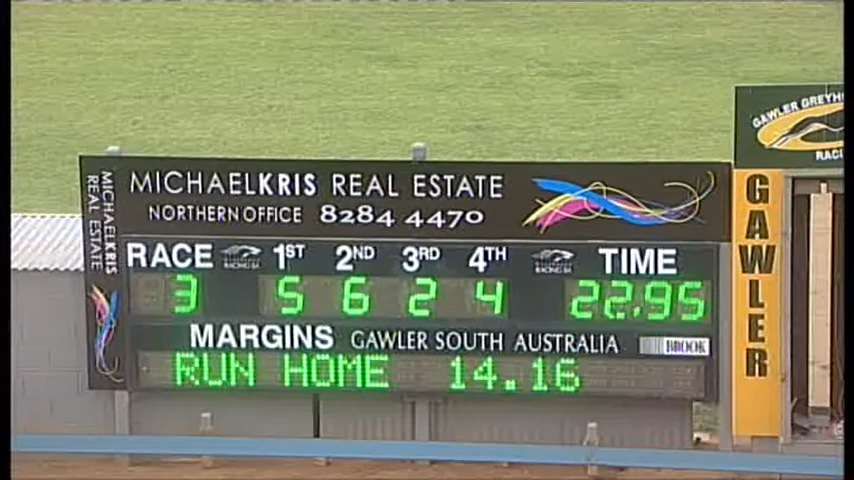 GAWLER GREYH
RACI
MICHAELKRIS REAL ESTATE
NORTHERN OFFICE 8284 4470
MICHAELKRIS
REAL ESTATE
RACE 1ST 2ND 3RD 4TH TIME
3 5 6 2 4 22.95
MARGINS GAWLER SOUTH AUSTRALIA BROOK
RUN HOME 14.16
GAWLER